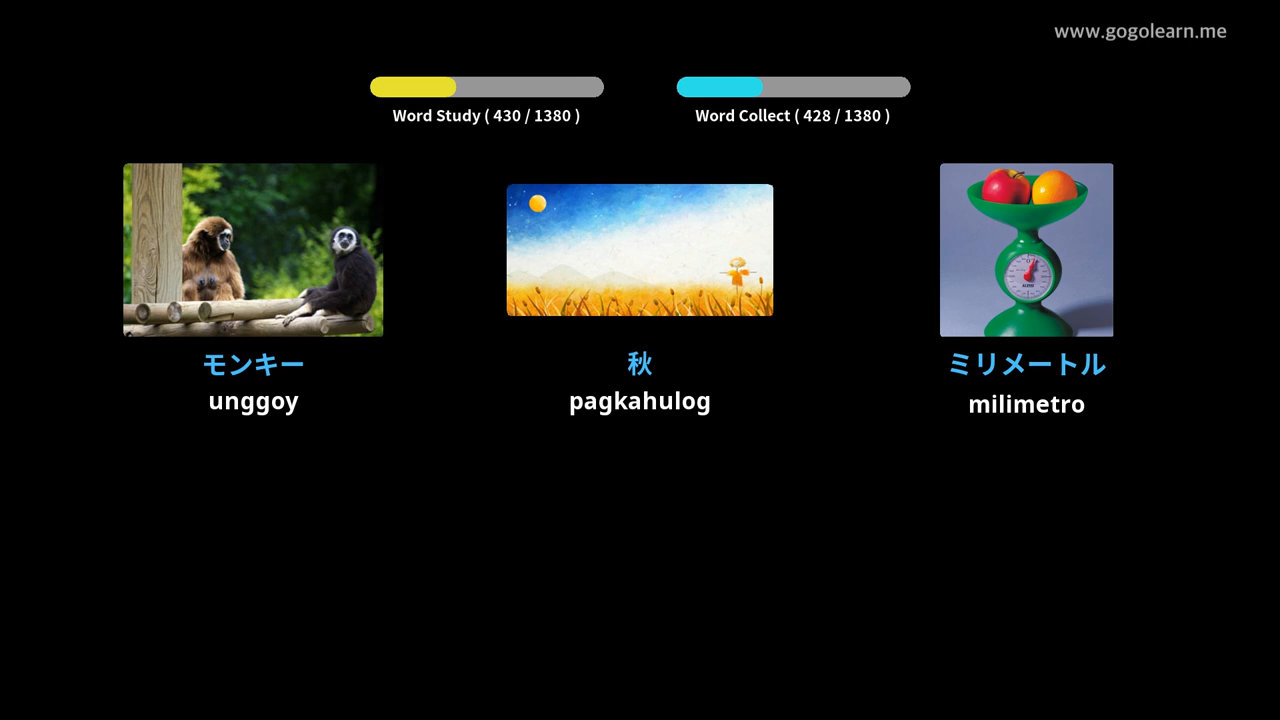 www.gogolearn.me
Word Study ( 430 / 1380 )
Word Collect ( 428 / 1380 )
モンキー
unggoy
秋
pagkahulog
ミリメートル
milimetro